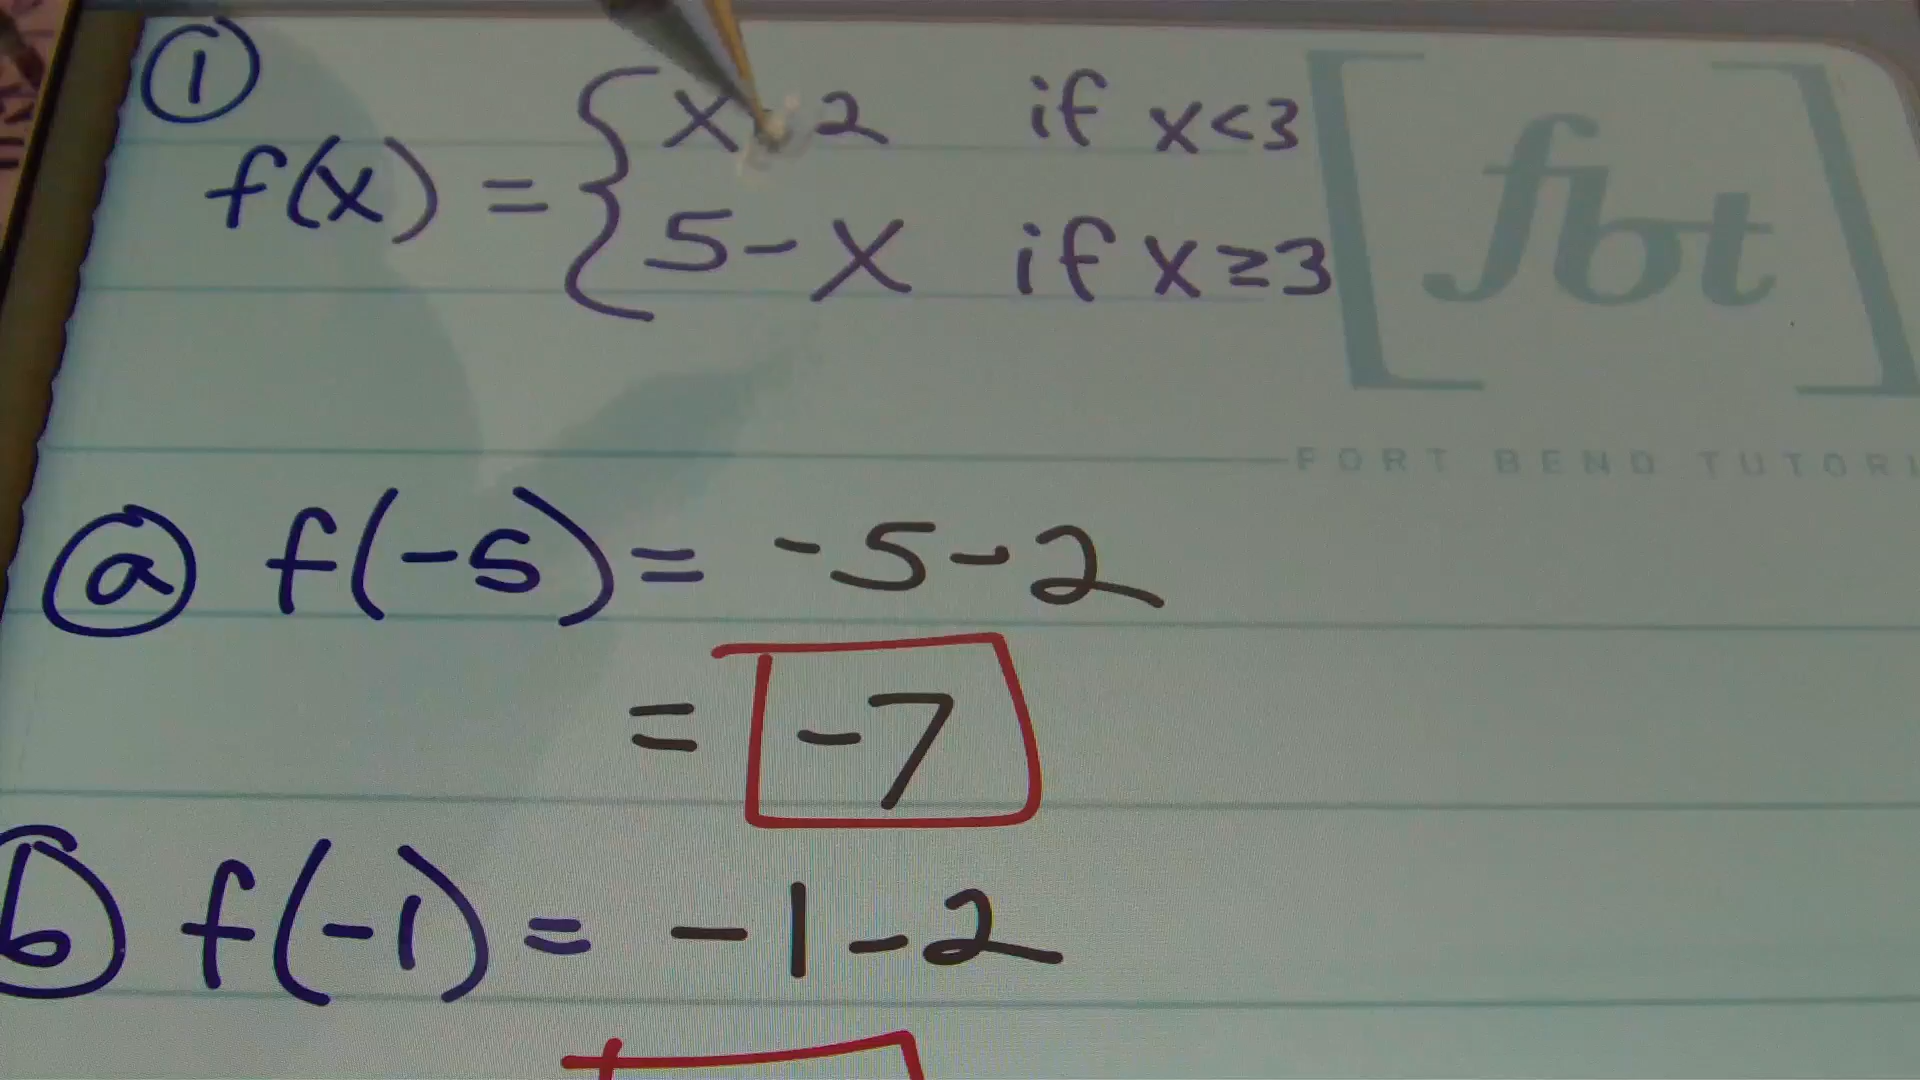 ①
f(x) = { x 2 if x<3
5-x if x≥3
fbt
FORT BEND TUTORI
ⓐ f(-5) = -5-2
= -7
ⓑ f(-1) = -1-2